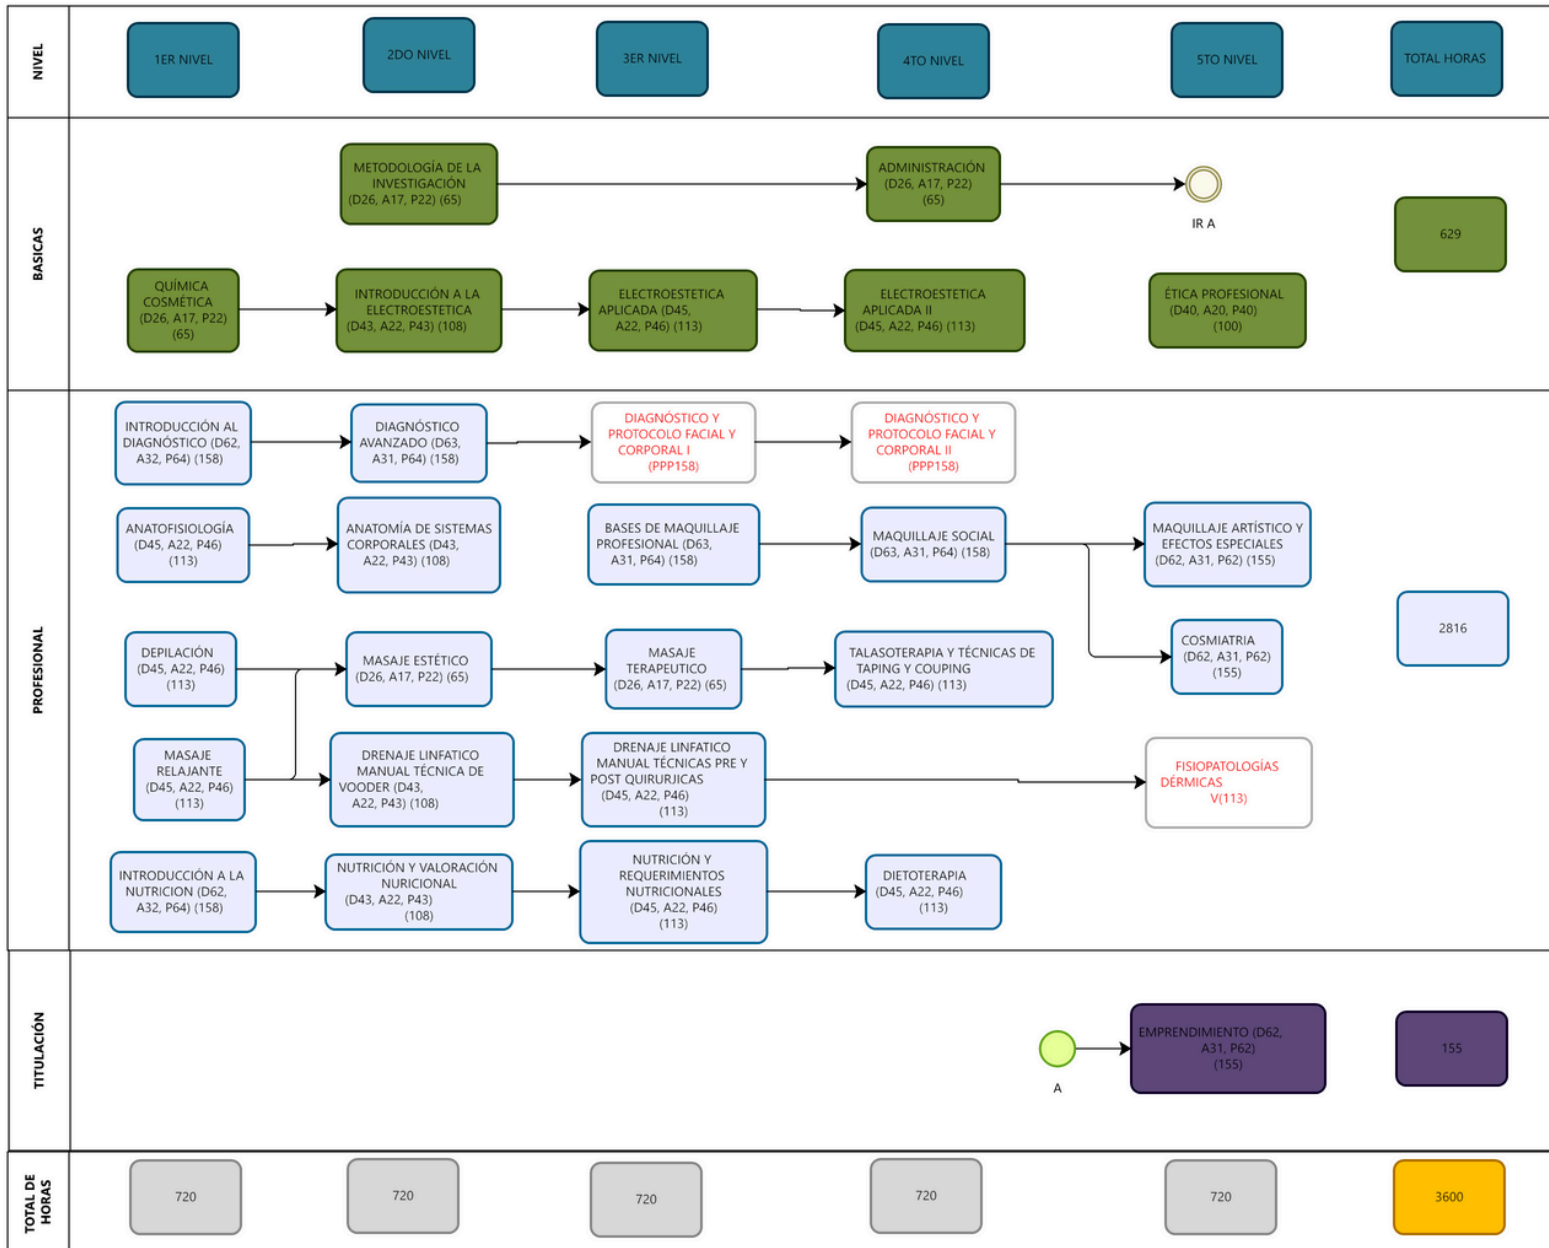 NIVEL
1ER NIVEL
2DO NIVEL
3ER NIVEL
4TO NIVEL
5TO NIVEL
TOTAL HORAS
BASICAS
METODOLOGÍA DE LA
INVESTIGACIÓN
(D26, A17, P22) (65)
ADMINISTRACIÓN
(D26, A17, P22)
(65)
IR A
629
QUÍMICA
COSMÉTICA
(D26, A17, P22)
(65)
INTRODUCCIÓN A LA
ELECTROESTETICA
(D43, A22, P43) (108)
ELECTROESTETICA
APLICADA (D45,
A22, P46) (113)
ELECTROESTETICA
APLICADA II
(D45, A22, P46) (113)
ÉTICA PROFESIONAL
(D40, A20, P40)
(100)
PROFESIONAL
INTRODUCCIÓN AL
DIAGNÓSTICO (D62,
A32, P64) (158)
DIAGNÓSTICO
AVANZADO (D63,
A31, P64) (158)
DIAGNÓSTICO Y
PROTOCOLO FACIAL Y
CORPORAL I
(PPP158)
DIAGNÓSTICO Y
PROTOCOLO FACIAL Y
CORPORAL II
(PPP158)
ANATOFISIOLOGÍA
(D45, A22, P46)
(113)
ANATOMÍA DE SISTEMAS
CORPORALES (D43,
A22, P43) (108)
BASES DE MAQUILLAJE
PROFESIONAL (D63,
A31, P64) (158)
MAQUILLAJE SOCIAL
(D63, A31, P64) (158)
MAQUILLAJE ARTÍSTICO Y
EFECTOS ESPECIALES
(D62, A31, P62) (155)
2816
DEPILACIÓN
(D45, A22, P46)
(113)
MASAJE ESTÉTICO
(D26, A17, P22) (65)
MASAJE
TERAPEUTICO
(D26, A17, P22) (65)
TALASOTERAPIA Y TÉCNICAS DE
TAPING Y COUPING
(D45, A22, P46) (113)
COSMIATRIA
(D62, A31, P62)
(155)
MASAJE
RELAJANTE
(D45, A22, P46)
(113)
DRENAJE LINFATICO
MANUAL TÉCNICA DE
VOODER (D43,
A22, P43) (108)
DRENAJE LINFATICO
MANUAL TÉCNICAS PRE Y
POST QUIRURJICAS
(D45, A22, P46)
(113)
FISIOPATOLOGÍAS
DÉRMICAS
V(113)
INTRODUCCIÓN A LA
NUTRICION (D62,
A32, P64) (158)
NUTRICIÓN Y VALORACIÓN
NURICIONAL
(D43, A22, P43)
(108)
NUTRICIÓN Y
REQUERIMIENTOS
NUTRICIONALES
(D45, A22, P46)
(113)
DIETOTERAPIA
(D45, A22, P46)
(113)
TITULACIÓN
A
EMPRENDIMIENTO (D62,
A31, P62)
(155)
155
TOTAL DE
HORAS
720
720
720
720
720
3600